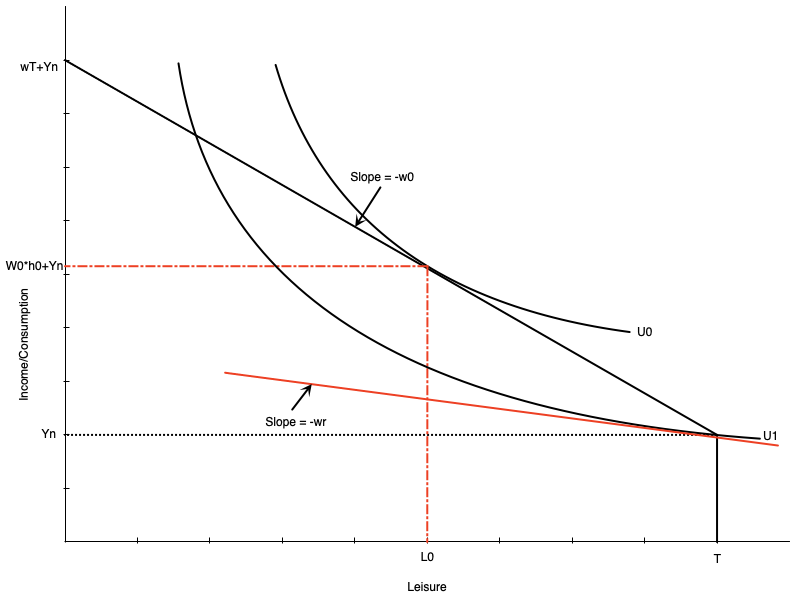 wT+Yn
Slope = -w0
W0*h0+Yn
Income/Consumption
U0
Slope = -wr
Yn
U1
L0
T
Leisure